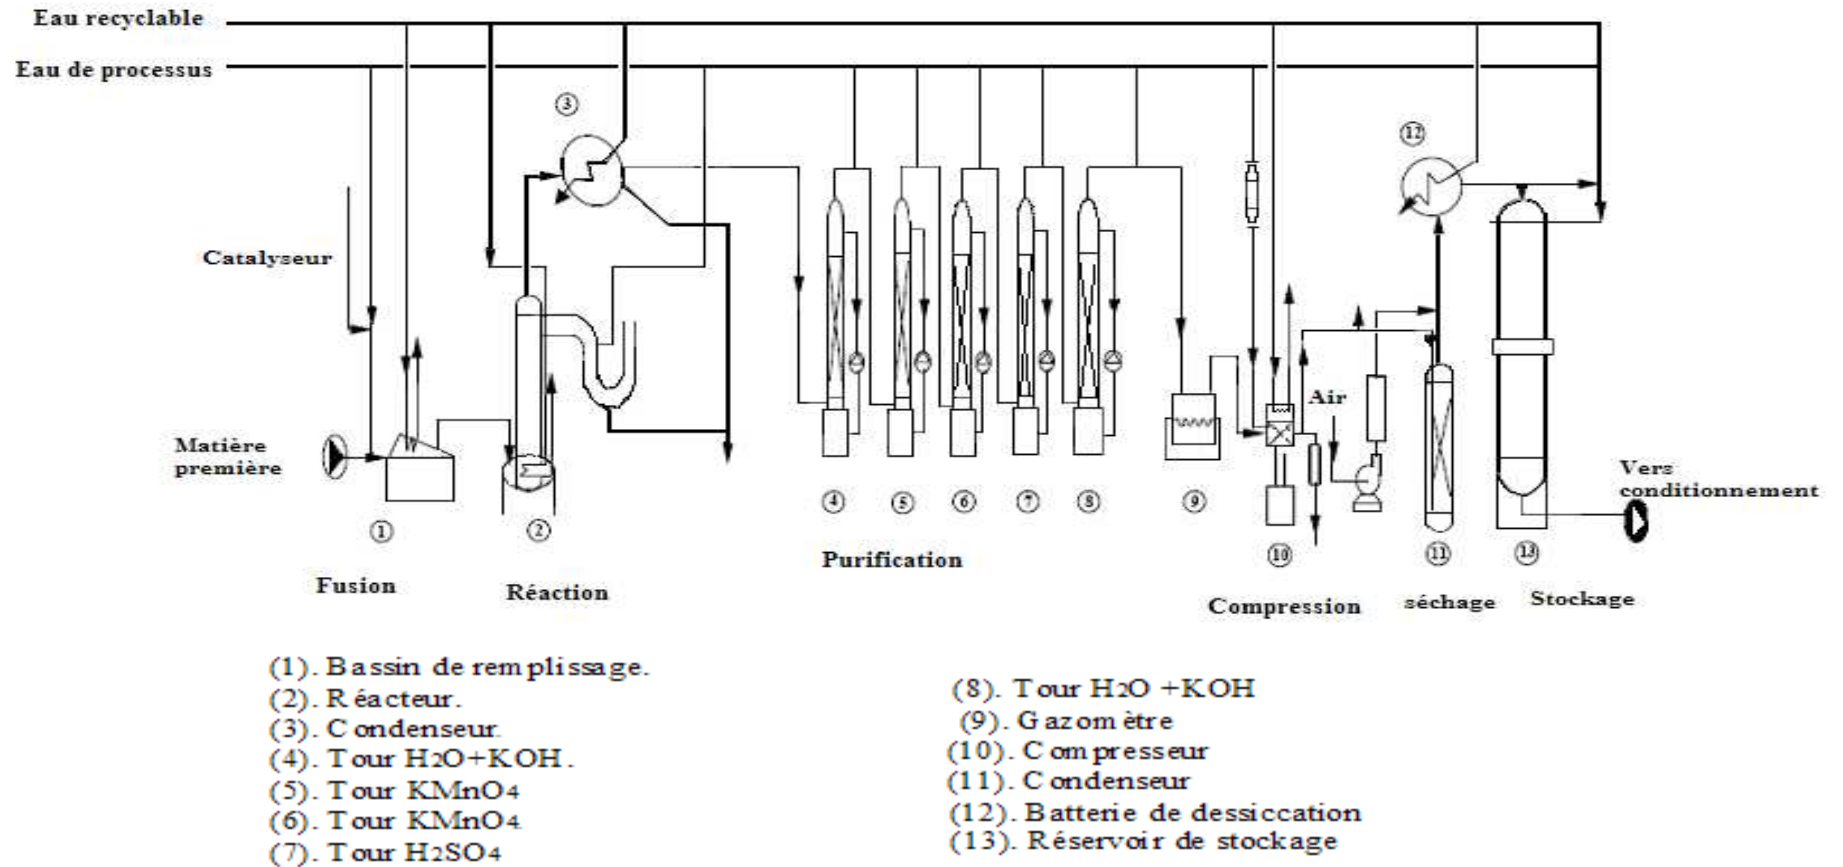 Eau recyclable
Eau de processus
3
12
Catalyseur
Air
Matière
première
Vers
conditionnement
1
2
4
5
6
7
8
9
10
11
13
Fusion
Réaction
Purification
Compression
séchage
Stockage
(1). Bassin de remplissage.
(2). Réacteur.
(3). Condenseur.
(4). Tour H2O+KOH.
(5). Tour KMnO4
(6). Tour KMnO4
(7). Tour H2SO4
(8). Tour H2O +KOH
(9). Gazomètre
(10). Compresseur
(11). Condenseur
(12). Batterie de dessiccation
(13). Réservoir de stockage